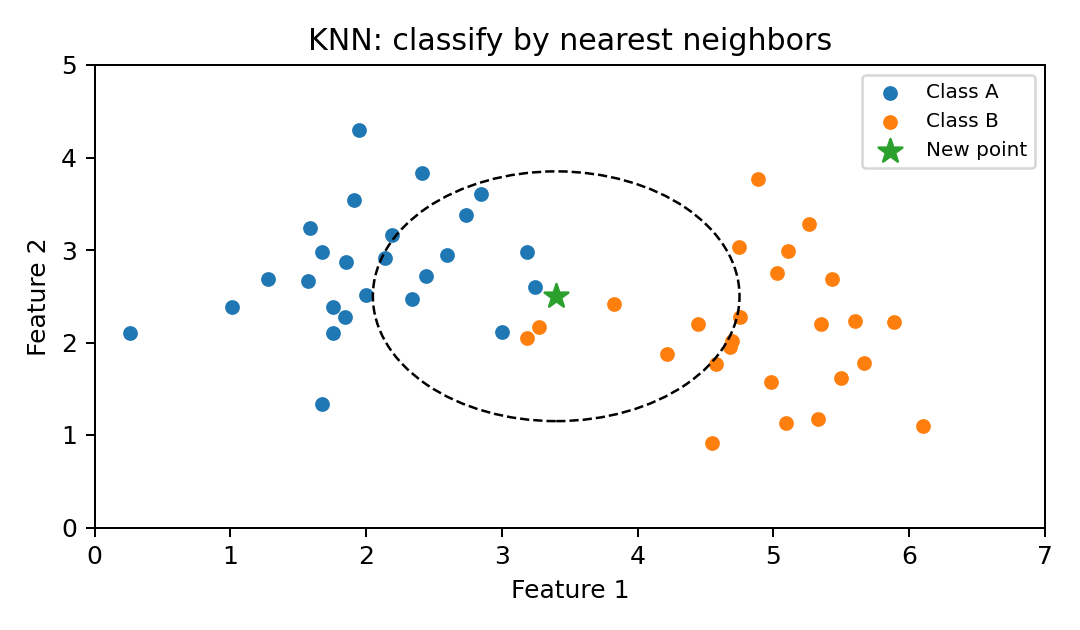 KNN: classify by nearest neighbors
Class A
Class B
New point
5
4
3
2
1
0
Feature 2
0 1 2 3 4 5 6 7
Feature 1